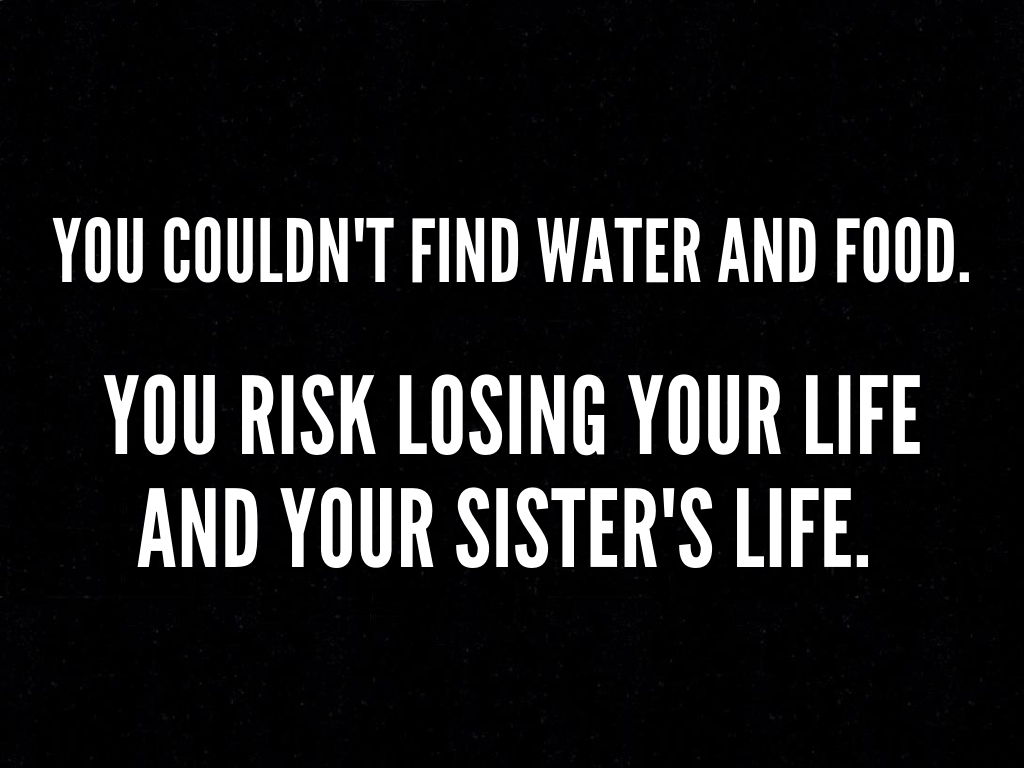 YOU COULDN'T FIND WATER AND FOOD.
YOU RISK LOSING YOUR LIFE
AND YOUR SISTER'S LIFE.